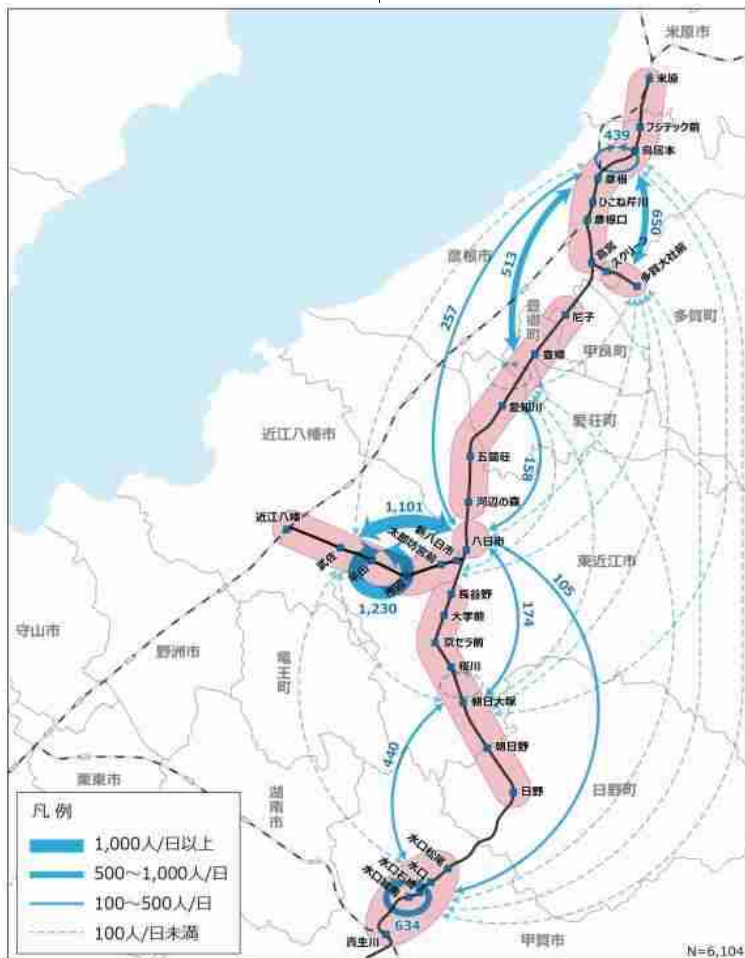 米原市
米原
フジテック前
鳥居本
439
彦根
ひこね芹川
彦根口
650
高宮
スクリーン
多賀大社前
彦根市
513
豊郷町
多賀町
尼子
257
豊郷
甲良町
愛知川
愛荘町
近江八幡市
五箇荘
158
河辺の森
1,101
近江八幡
新八日市
八日市
太郎坊宮前
武佐
東近江市
1,230
長谷野
105
174
大学前
守山市
京セラ前
野洲市
竜王町
桜川
朝日大塚
440
朝日野
栗東市
湖南市
日野
日野町
凡 例
1,000人/日以上
500~1,000人/日
100~500人/日
100人/日未満
水口松尾
水口
水口石橋
水口城南
634
貴生川
甲賀市
N=6,104